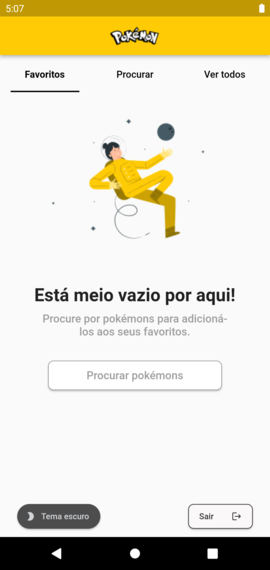 5:07
POKéMON
Favoritos
Procurar
Ver todos
Está meio vazio por aqui!
Procure por pokémons para adicioná-
los aos seus favoritos.
Procurar pokémons
Tema escuro
Sair